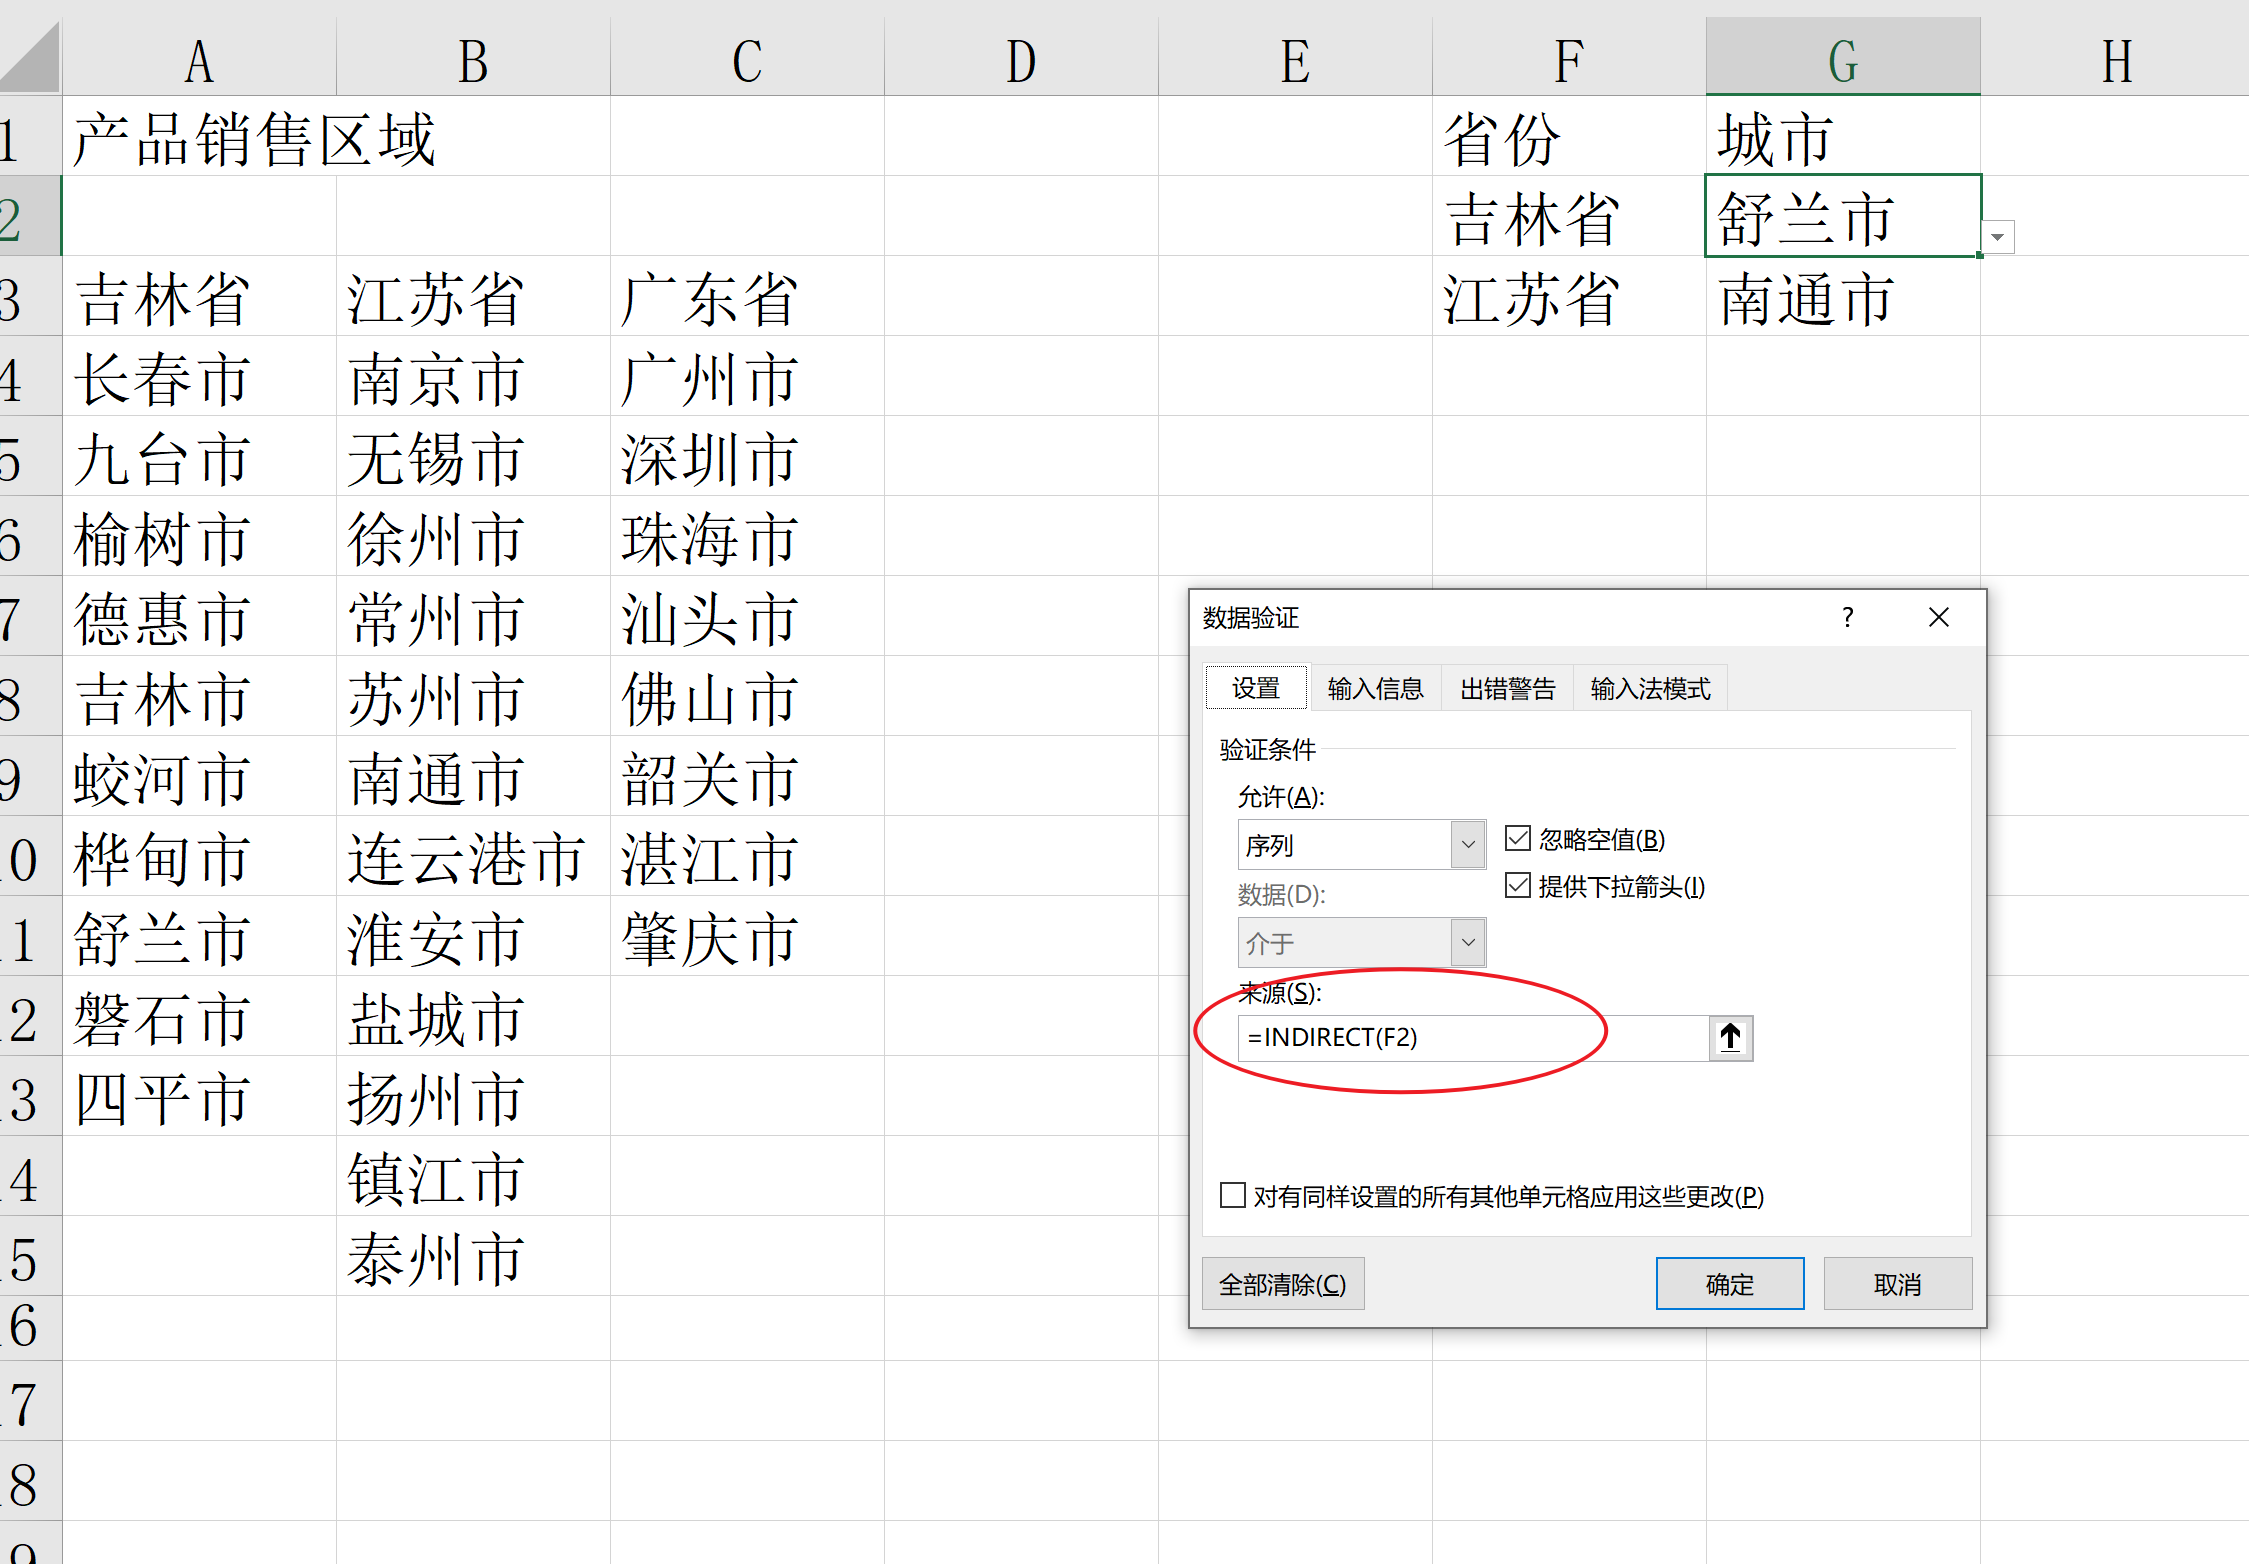 A B C D E F G H
1 产品销售区域 省份 城市
2 吉林省 舒兰市
3 吉林省 江苏省 广东省 江苏省 南通市
4 长春市 南京市 广州市
5 九台市 无锡市 深圳市
6 榆树市 徐州市 珠海市
7 德惠市 常州市 汕头市
8 吉林市 苏州市 佛山市
9 蛟河市 南通市 韶关市
10 桦甸市 连云港市 湛江市
11 舒兰市 淮安市 肇庆市
12 磐石市 盐城市
13 四平市 扬州市
14 镇江市
15 泰州市
16
17
18
19
数据验证 ?
设置 输入信息 出错警告 输入法模式
验证条件
允许(A):
序列 忽略空值(B)
提供下拉箭头(I)
数据(D):
介于
来源(S):
=INDIRECT(F2)
对有同样设置的所有其他单元格应用这些更改(P)
全部清除(C) 确定 取消